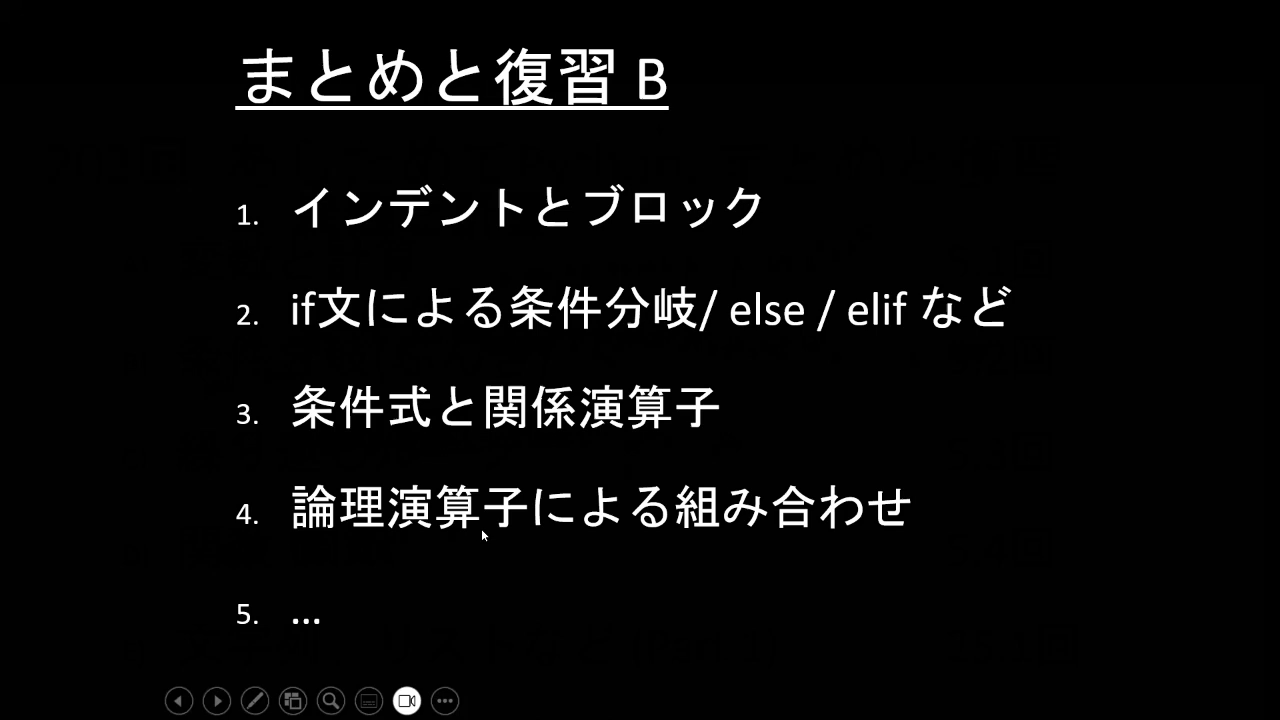 まとめと復習 B
1. インデントとブロック
2. if文による条件分岐/ else / elif など
3. 条件式と関係演算子
4. 論理演算子による組み合わせ
5. ...